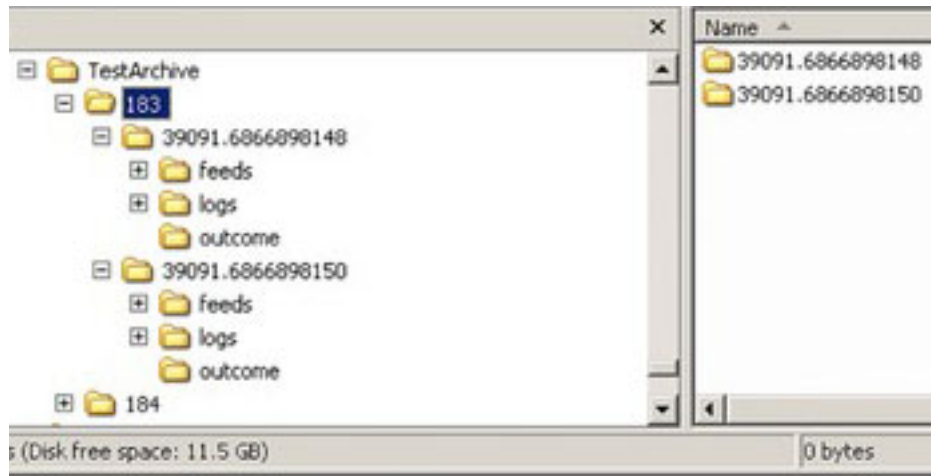 TestArchive
183
39091.6866898148
feeds
logs
outcome
39091.6866898150
feeds
logs
outcome
184
Name
39091.6866898148
39091.6866898150
(Disk free space: 11.5 GB)
0 bytes